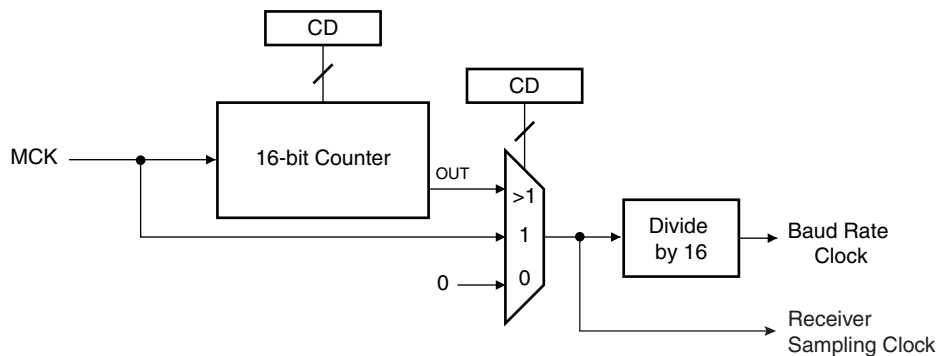 CD
CD
MCK
16-bit Counter
OUT
>1
1
0
0
Divide
by 16
Baud Rate
Clock
Receiver
Sampling Clock